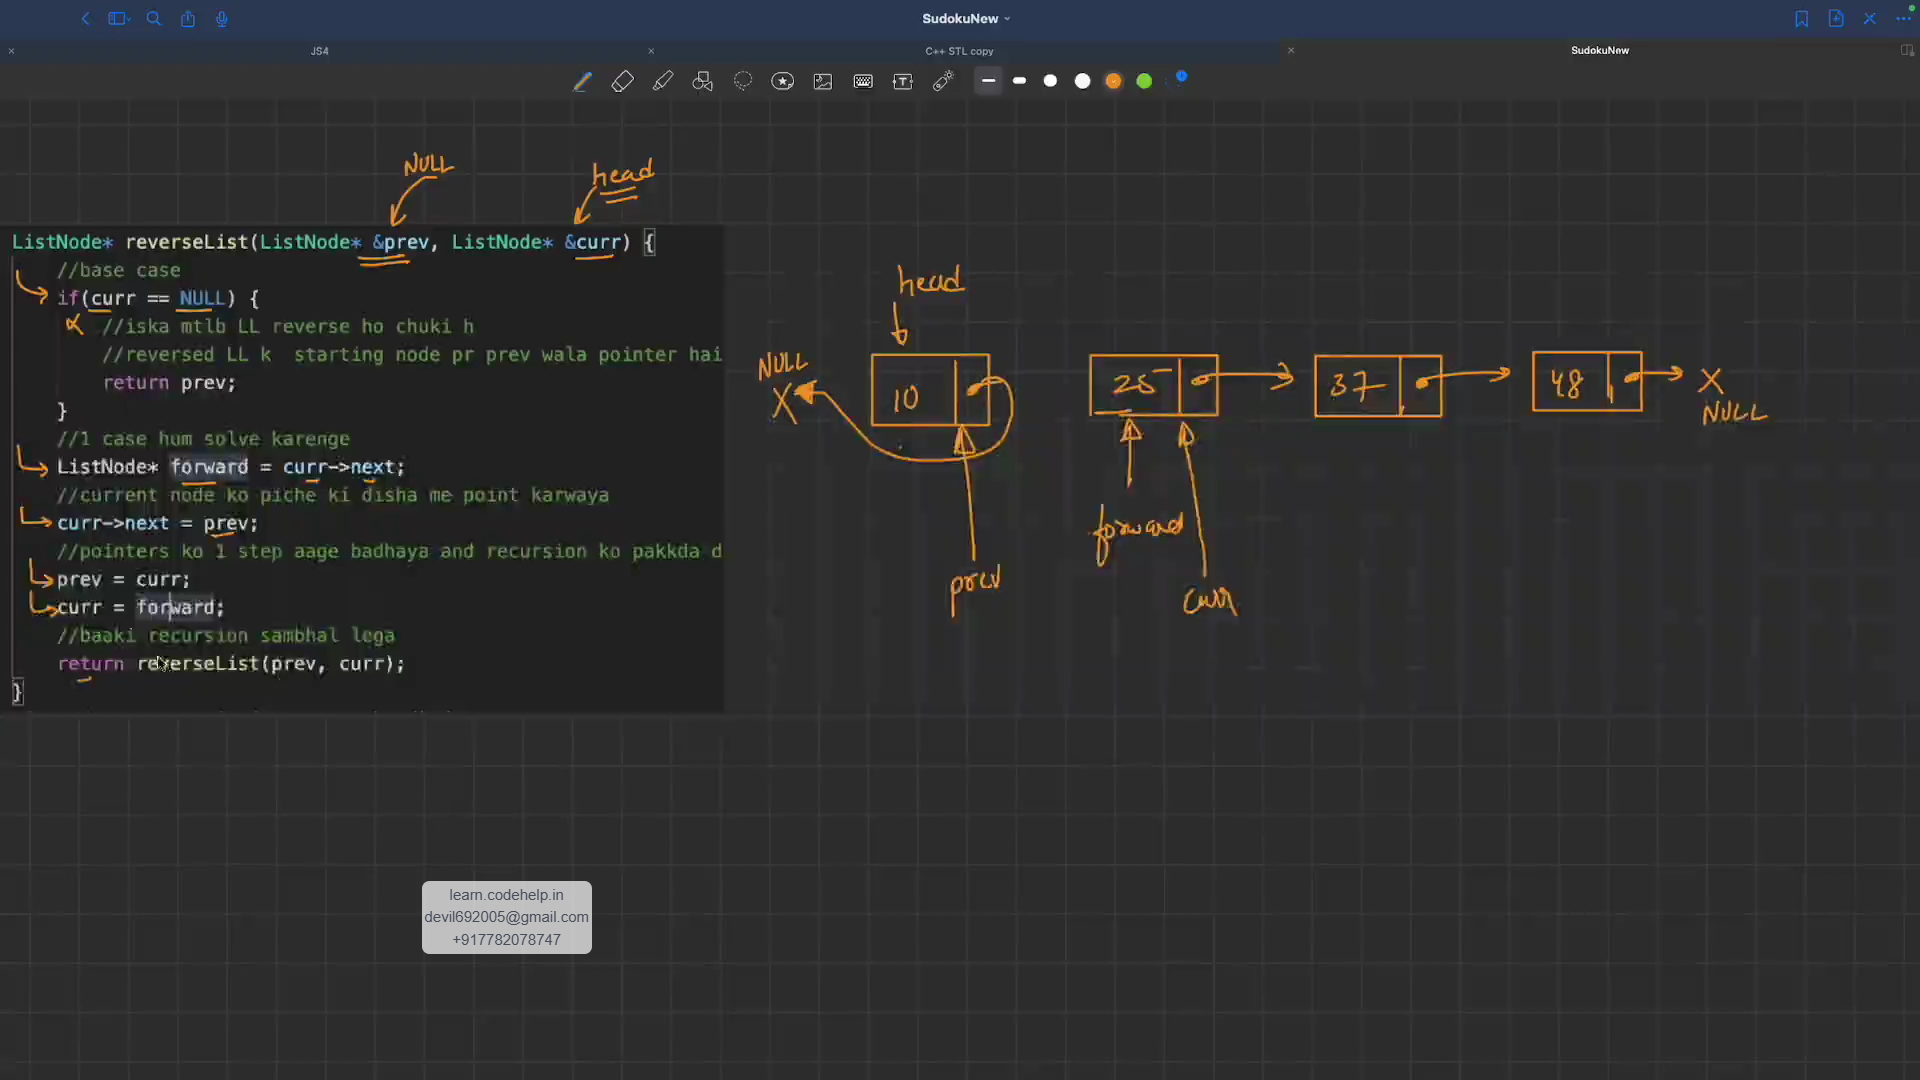 SudokuNew
JS4
C++ STL copy
SudokuNew
NULL
head
ListNode* reverseList(ListNode* &prev, ListNode* &curr) {
//base case
if(curr == NULL) {
//iska mtlb LL reverse ho chuki h
//reversed LL k  starting node pr prev wala pointer hai
return prev;
}
//1 case hum solve karenge
ListNode* forward = curr->next;
//current node ko piche ki disha me point karwaya
curr->next = prev;
//pointers ko 1 step aage badhaya and recursion ko pakkda d
prev = curr;
curr = forward;
//baaki recursion sambhal lega
return reverseList(prev, curr);
}
head
NULL
X
10
25
37
48
X
NULL
forward
prev
curr
learn.codehelp.in
devil692005@gmail.com
+917782078747